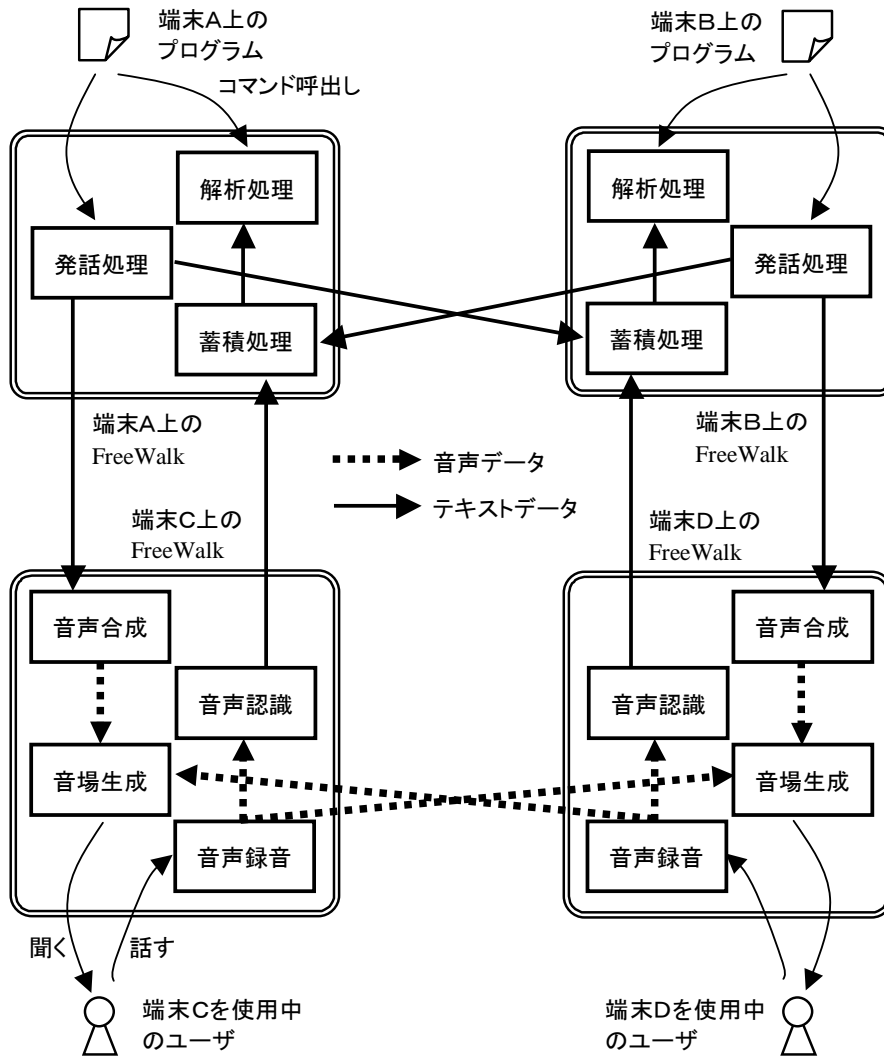 端末A上の
プログラム
端末B上の
プログラム
コマンド呼出し
解析処理
発話処理
蓄積処理
解析処理
発話処理
蓄積処理
端末A上の
FreeWalk
端末B上の
FreeWalk
音声データ
テキストデータ
端末C上の
FreeWalk
端末D上の
FreeWalk
音声合成
音声認識
音場生成
音声録音
音声合成
音声認識
音場生成
音声録音
聞く
話す
端末Cを使用中
のユーザ
端末Dを使用中
のユーザ